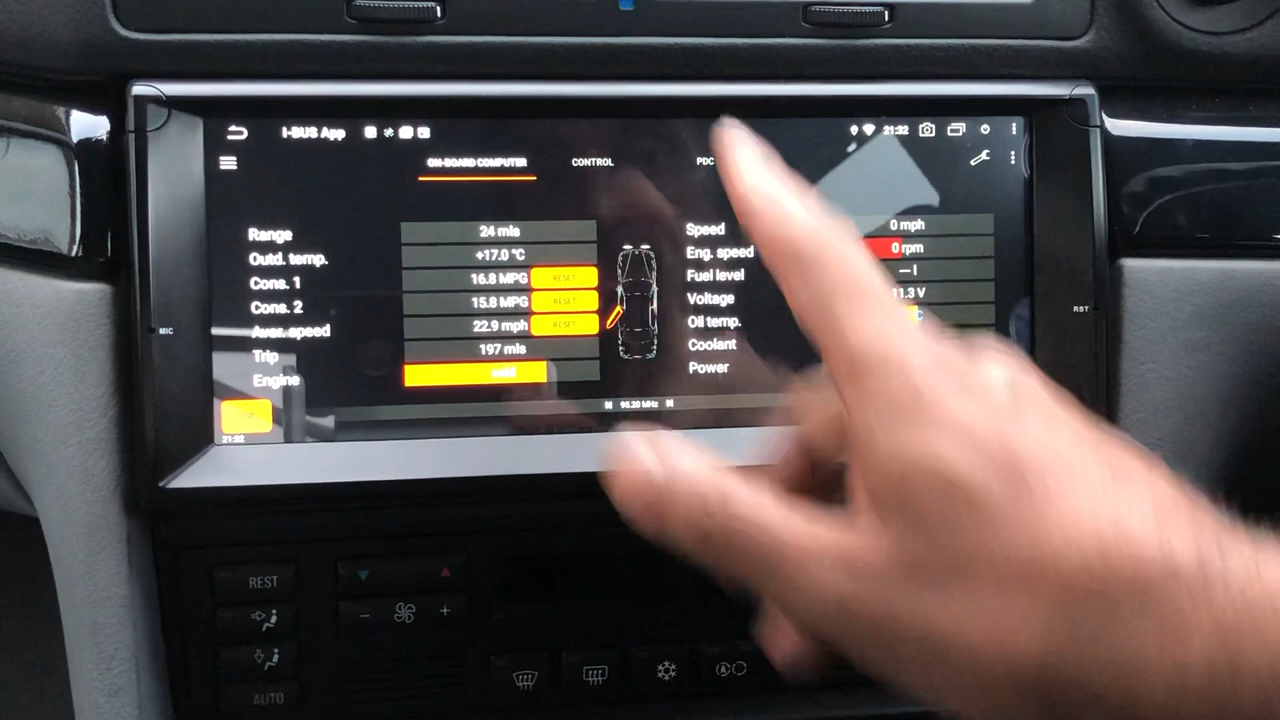 I-BUS App 21:32
ON-BOARD COMPUTER CONTROL PDC
Range 24 mls Speed 0 mph
Outd. temp. +17.0 °C Eng. speed 0 rpm
Cons. 1 16.8 MPG RESET Fuel level --- l
Cons. 2 15.8 MPG RESET Voltage 11.3 V
Aver. speed 22.9 mph RESET Oil temp. C
Trip 197 mls Coolant
Engine Power
95.20 MHz
21:32
MIC
RST
REST
AUTO
A